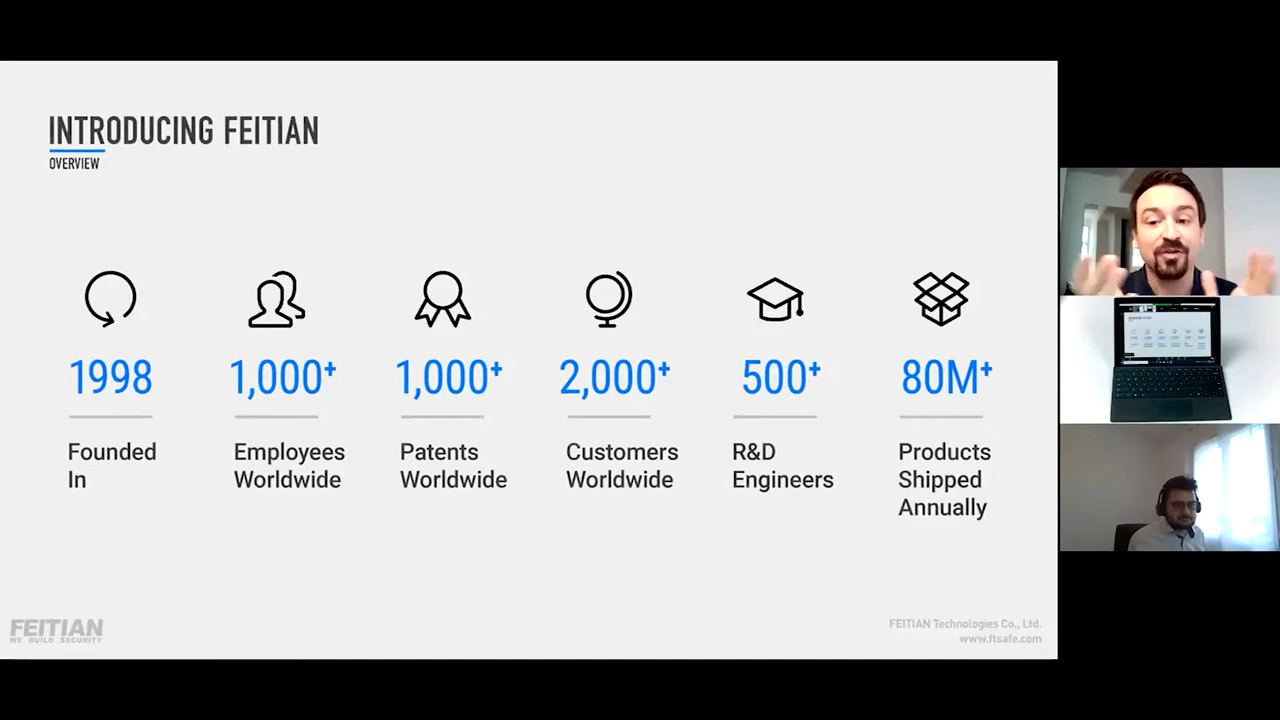 INTRODUCING FEITIAN
OVERVIEW
1998
1,000+
1,000+
2,000+
500+
80M+
Founded
In
Employees
Worldwide
Patents
Worldwide
Customers
Worldwide
R&D
Engineers
Products
Shipped
Annually
FEITIAN
WE BUILD SECURITY
FEITIAN Technologies Co., Ltd.
www.ftsafe.com